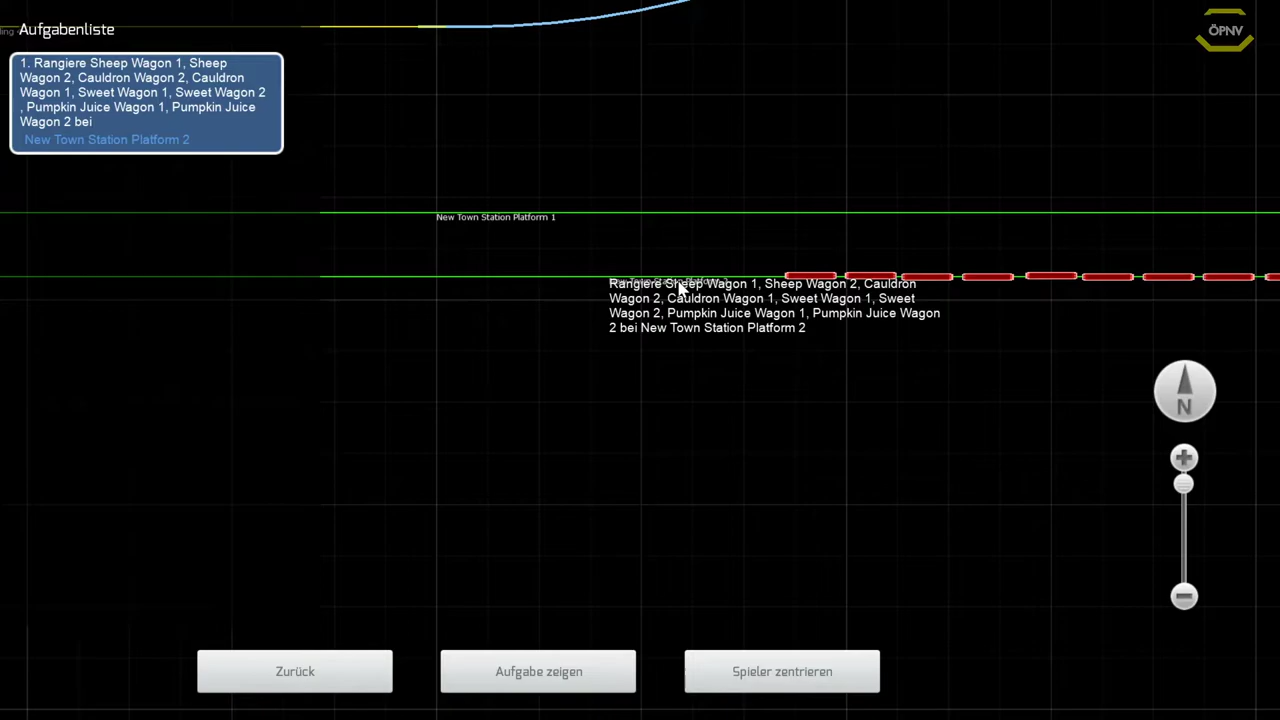 Aufgabenliste
ÖPNV
1. Rangiere Sheep Wagon 1, Sheep
Wagon 2, Cauldron Wagon 2, Cauldron
Wagon 1, Sweet Wagon 1, Sweet Wagon 2
, Pumpkin Juice Wagon 1, Pumpkin Juice
Wagon 2 bei
New Town Station Platform 2
New Town Station Platform 1
Rangiere Sheep Wagon 1, Sheep Wagon 2, Cauldron
Wagon 2, Cauldron Wagon 1, Sweet Wagon 1, Sweet
Wagon 2, Pumpkin Juice Wagon 1, Pumpkin Juice Wagon
2 bei New Town Station Platform 2
N
Zurück
Aufgabe zeigen
Spieler zentrieren